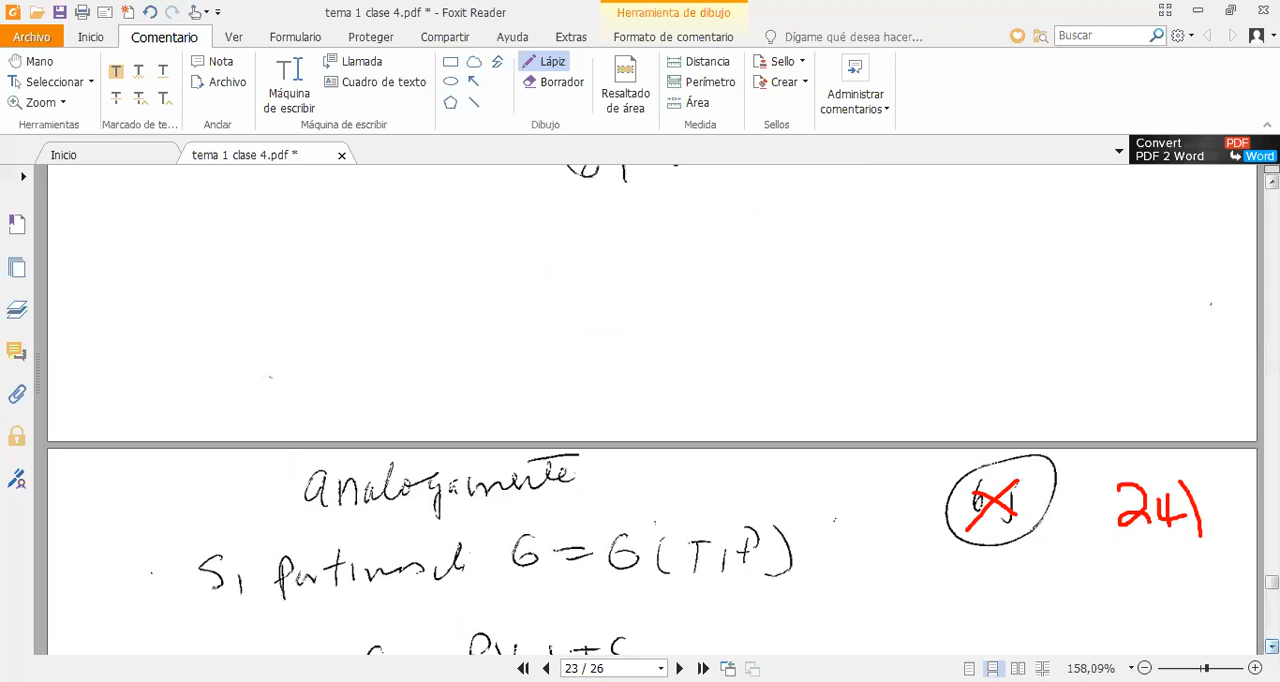 tema 1 clase 4.pdf * - Foxit Reader
Herramienta de dibujo
Archivo Inicio Comentario Ver Formulario Proteger Compartir Ayuda Extras Formato de comentario Dígame qué desea hacer... Buscar
Mano
Seleccionar
Zoom
Herramientas
T T T
T T T
Marcado de te...
Nota
Archivo
Anclar
Máquina de escribir
Llamada
Cuadro de texto
Máquina de escribir
Lápiz
Borrador
Dibujo
Resaltado de área
Distancia
Perímetro
Área
Medida
Sello
Crear
Sellos
Administrar comentarios
Inicio
tema 1 clase 4.pdf *
Convert PDF
PDF 2 Word Word
Analogamente
24)
Si partimos de G = G(T,P)
23 / 26
158,09%